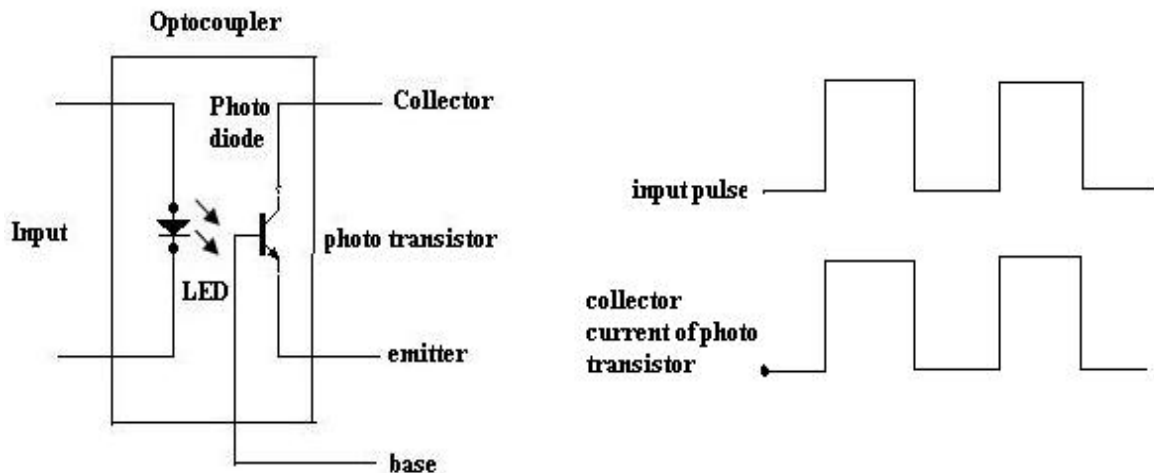 Optocoupler
Photo
diode
Collector
Input
LED
photo transistor
emitter
base
input pulse
collector
current of photo
transistor